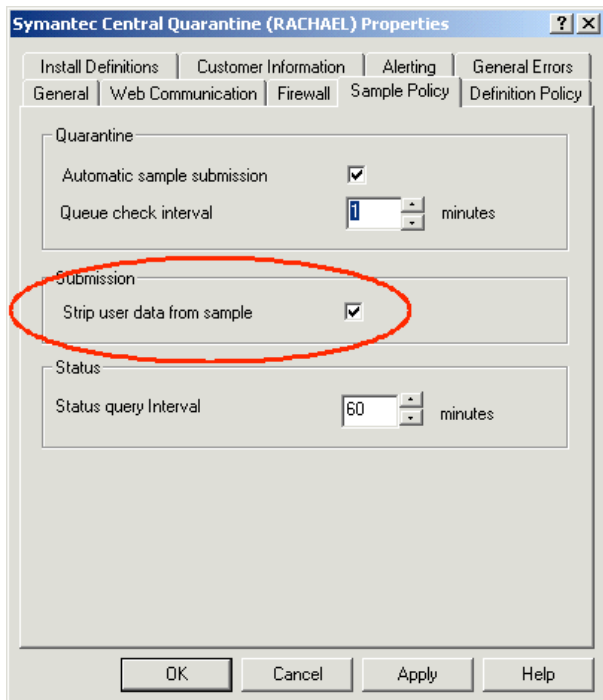 Symantec Central Quarantine (RACHAEL) Properties ? ×
Install Definitions Customer Information Alerting General Errors
General Web Communication Firewall Sample Policy Definition Policy
Quarantine
Automatic sample submission
Queue check interval 1 minutes
Submission
Strip user data from sample
Status
Status query Interval 60 minutes
OK Cancel Apply Help